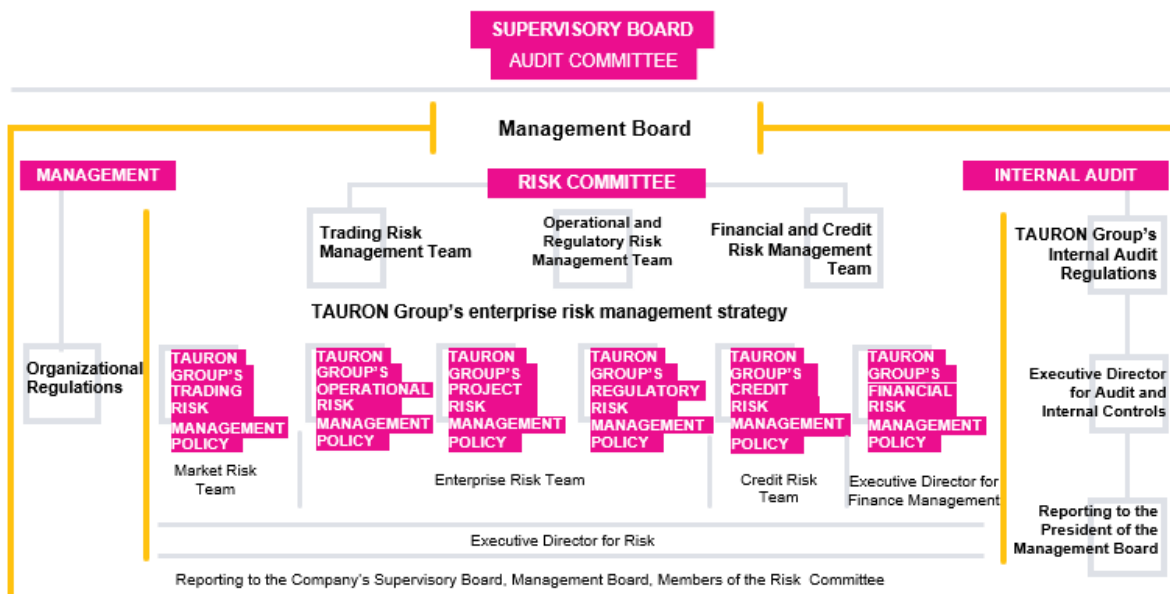 SUPERVISORY BOARD
AUDIT COMMITTEE
Management Board
MANAGEMENT
RISK COMMITTEE
INTERNAL AUDIT
Trading Risk
Management Team
Operational and
Regulatory Risk
Management Team
Financial and Credit
Risk Management
Team
TAURON Group's
Internal Audit
Regulations
TAURON Group's enterprise risk management strategy
Organizational
Regulations
TAURON
GROUP'S
TRADING
RISK
MANAGEMENT
POLICY
TAURON
GROUP'S
OPERATIONAL
RISK
MANAGEMENT
POLICY
TAURON
GROUP'S
PROJECT
RISK
MANAGEMENT
POLICY
TAURON
GROUP'S
REGULATORY
RISK
MANAGEMENT
POLICY
TAURON
GROUP'S
CREDIT
RISK
MANAGEMENT
POLICY
TAURON
GROUP'S
FINANCIAL
RISK
MANAGEMENT
POLICY
Executive Director
for Audit and
Internal Controls
Market Risk
Team
Enterprise Risk Team
Credit Risk
Team
Executive Director for
Finance Management
Reporting to the
President of the
Management Board
Executive Director for Risk
Reporting to the Company's Supervisory Board, Management Board, Members of the Risk Committee